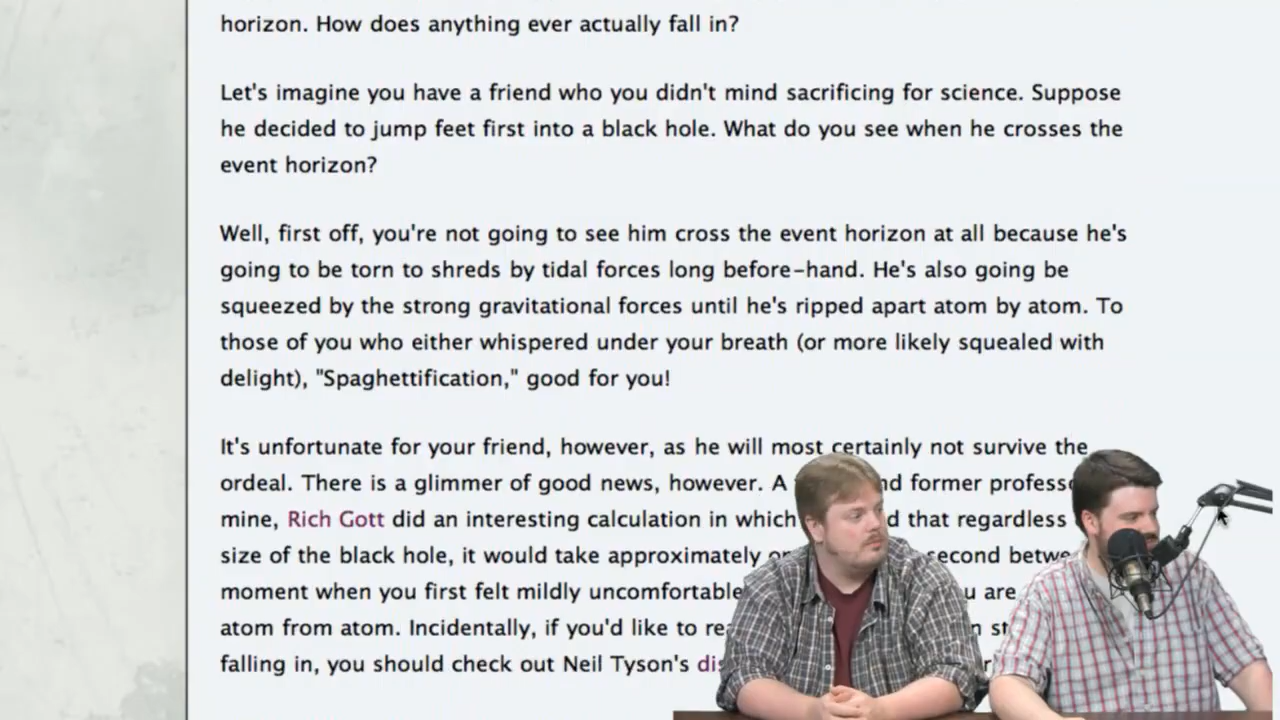 horizon. How does anything ever actually fall in?
Let's imagine you have a friend who you didn't mind sacrificing for science. Suppose
he decided to jump feet first into a black hole. What do you see when he crosses the
event horizon?
Well, first off, you're not going to see him cross the event horizon at all because he's
going to be torn to shreds by tidal forces long before-hand. He's also going be
squeezed by the strong gravitational forces until he's ripped apart atom by atom. To
those of you who either whispered under your breath (or more likely squealed with
delight), "Spaghettification," good for you!
It's unfortunate for your friend, however, as he will most certainly not survive the
ordeal. There is a glimmer of good news, however. A former
mine, Rich Gott did an interesting calculation in which that regardless
size of the black hole, it would take approximately second
moment when you first felt mildly uncomfortable are
atom from atom. Incidentally, if you'd like to
falling in, you should check out Neil Tyson's